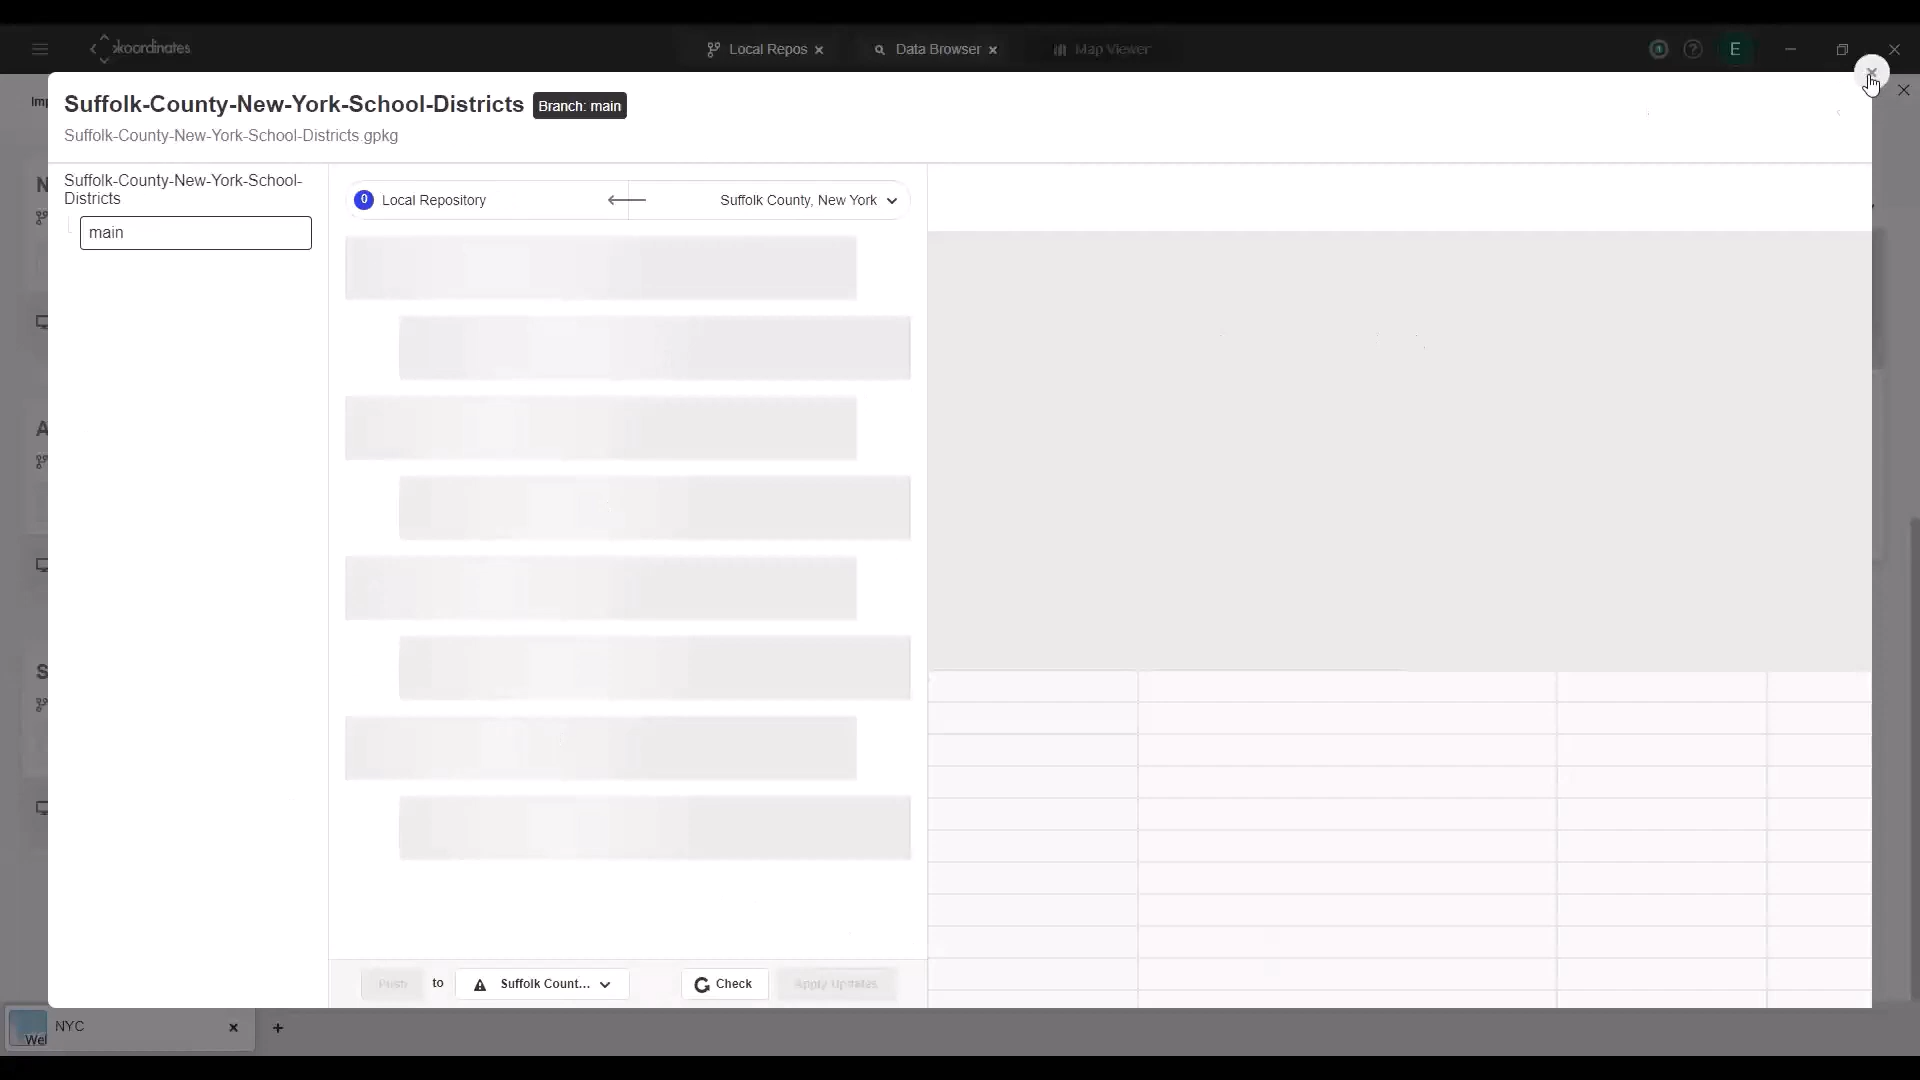 koordinates
Local Repos
Data Browser
Map Viewer
E
Imp
Suffolk-County-New-York-School-Districts
Branch: main
Suffolk-County-New-York-School-Districts.gpkg
Suffolk-County-New-York-School-
Districts
main
0 Local Repository
Suffolk County, New York
N
A
S
Push
to
Suffolk Count...
Check
Apply Updates
NYC
Wel